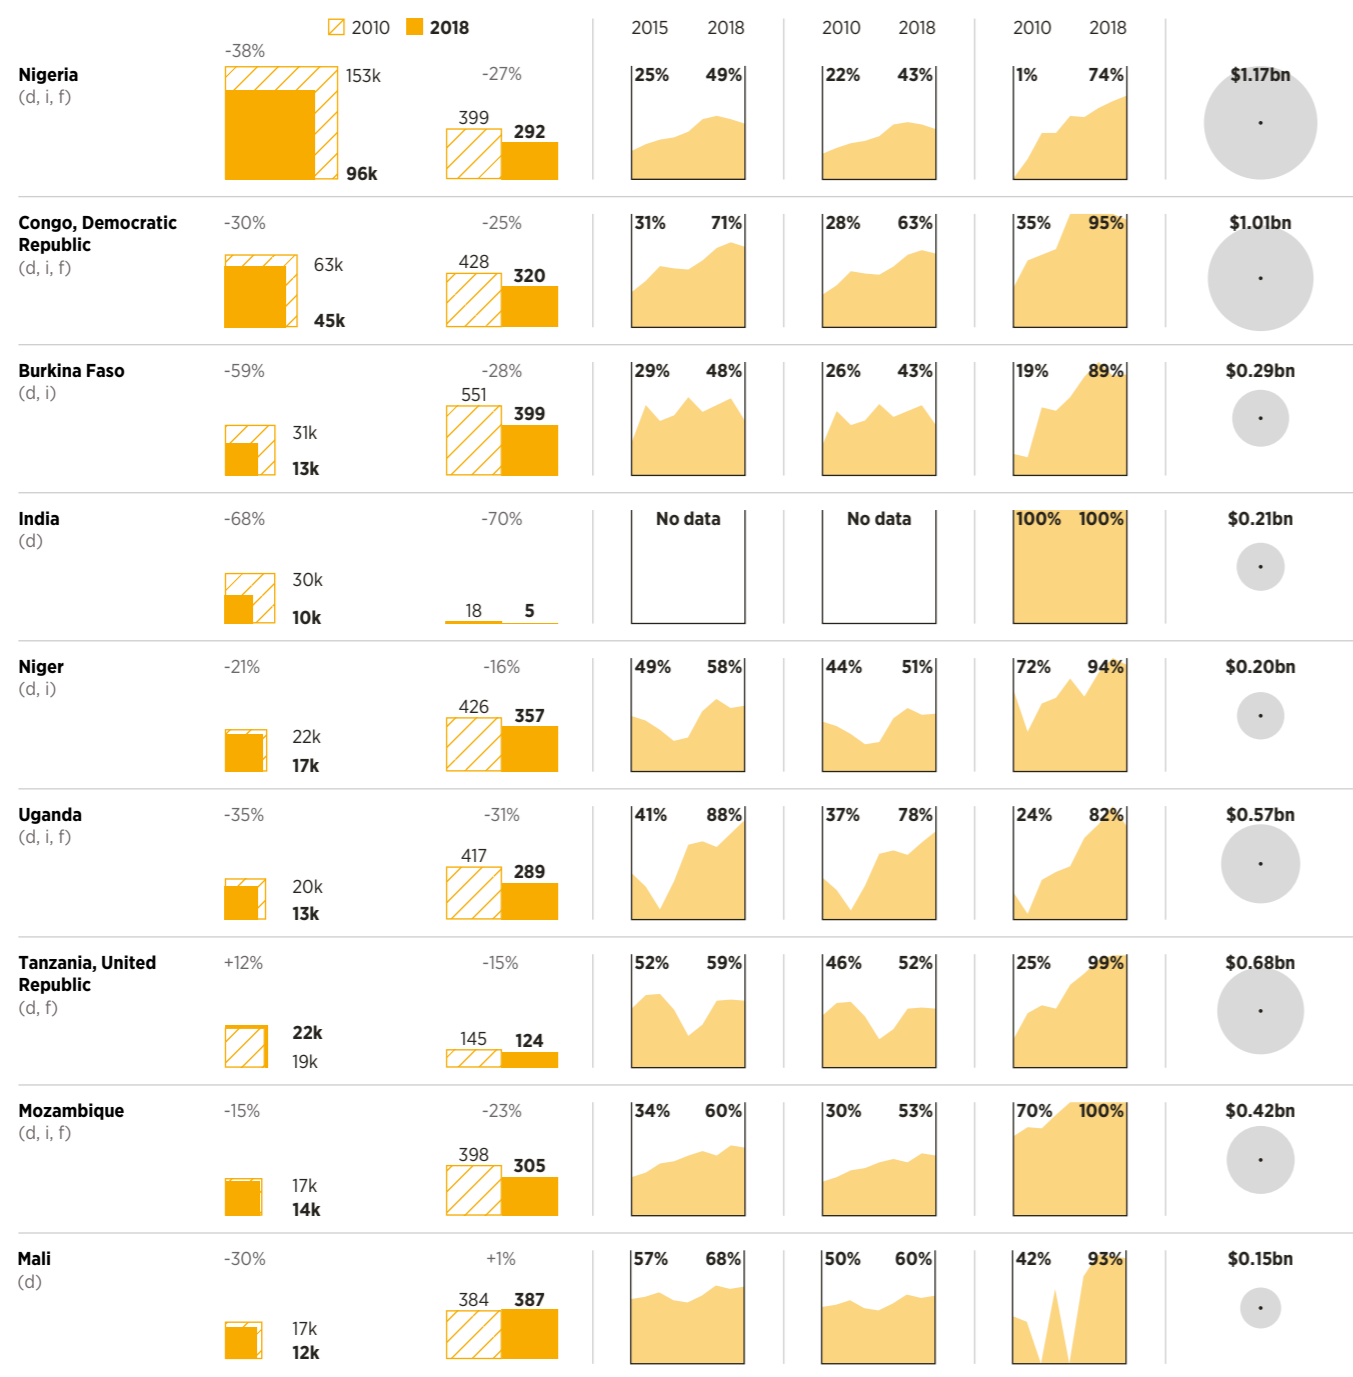 2010 2018 2015 2018 2010 2018 2010 2018
-38%
Nigeria 153k -27% 25% 49% 22% 43% 1% 74% $1.17bn
(d, i, f)
399
292
96k
Congo, Democratic -30% -25% 31% 71% 28% 63% 35% 95% $1.01bn
Republic
(d, i, f) 63k 428
320
45k
Burkina Faso -59% -28% 29% 48% 26% 43% 19% 89% $0.29bn
(d, i) 551
399
31k
13k
India -68% -70% No data No data 100% 100% $0.21bn
(d)
30k
10k 18 5
Niger -21% -16% 49% 58% 44% 51% 72% 94% $0.20bn
(d, i)
426
357
22k
17k
Uganda -35% -31% 41% 88% 37% 78% 24% 82% $0.57bn
(d, i, f)
417
289
20k
13k
Tanzania, United +12% -15% 52% 59% 46% 52% 25% 99% $0.68bn
Republic
(d, f)
22k 145 124
19k
Mozambique -15% -23% 34% 60% 30% 53% 70% 100% $0.42bn
(d, i, f)
398
305
17k
14k
Mali -30% +1% 57% 68% 50% 60% 42% 93% $0.15bn
(d)
384 387
17k
12k